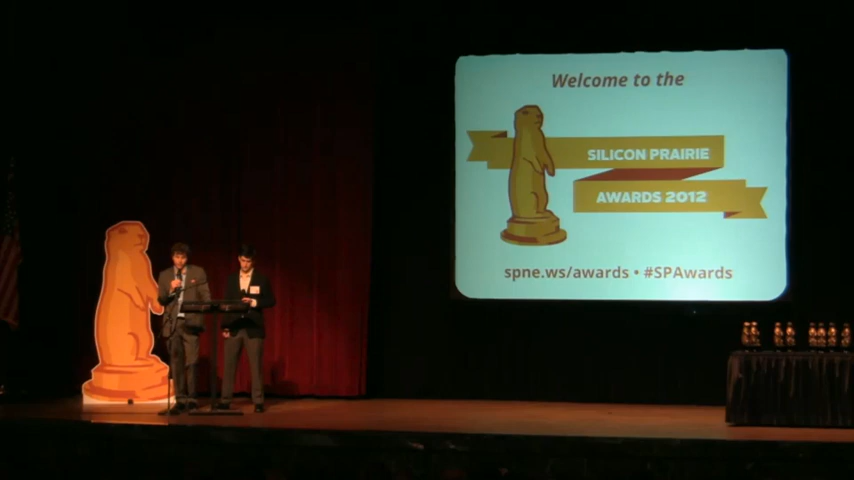 Welcome to the
SILICON PRAIRIE
AWARDS 2012
spne.ws/awards • #SPAwards